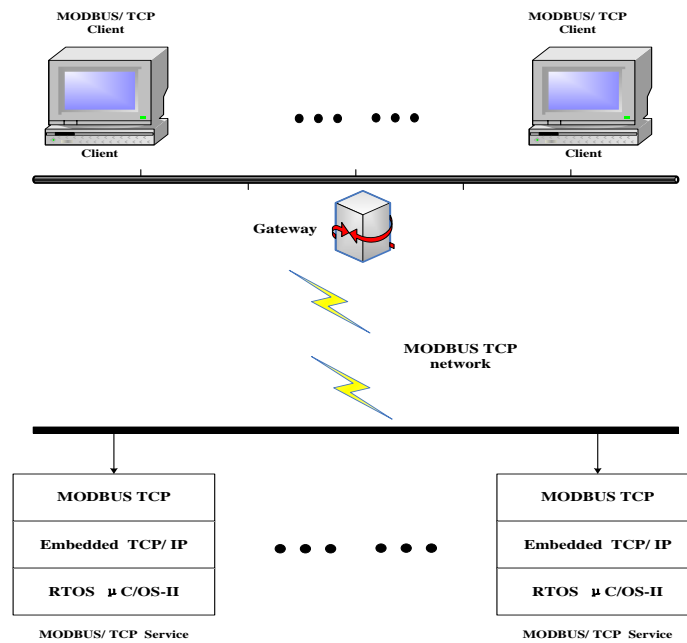 MODBUS/ TCP
Client
MODBUS/ TCP
Client
Client
Client
Gateway
MODBUS TCP
network
MODBUS TCP
Embedded TCP/ IP
RTOS μC/OS-II
MODBUS/ TCP Service
MODBUS TCP
Embedded TCP/ IP
RTOS μC/OS-II
MODBUS/ TCP Service